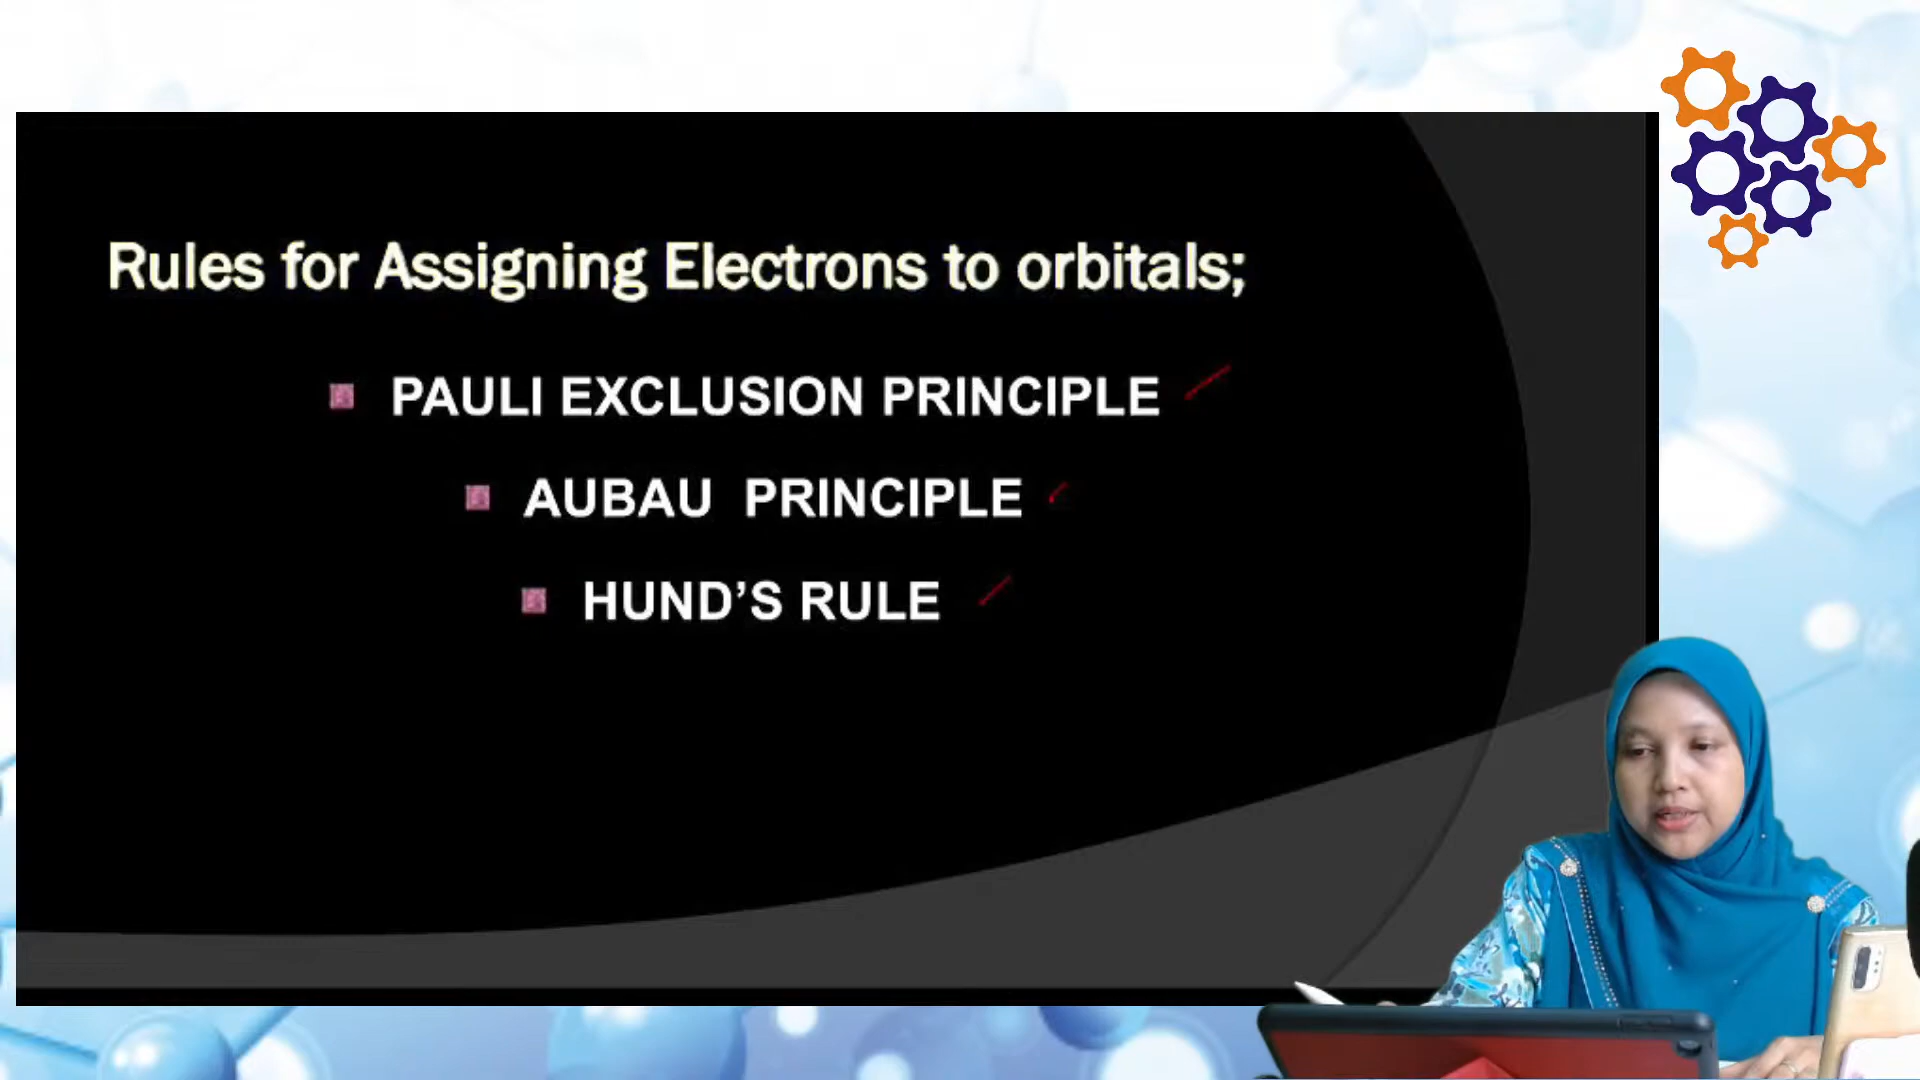 Rules for Assigning Electrons to orbitals;
PAULI EXCLUSION PRINCIPLE
AUBAU PRINCIPLE
HUND’S RULE